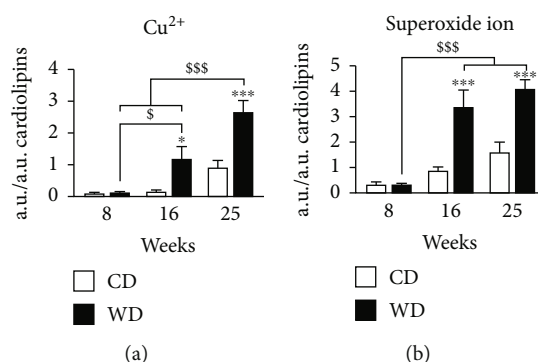 Cu²⁺
a.u./a.u. cardiolipins
4
3
2
1
0
$$$
$
*
***
8 16 25
Weeks
CD
WD
(a)
Superoxide ion
a.u./a.u. cardiolipins
5
4
3
2
1
0
$$$
***
***
8 16 25
Weeks
CD
WD
(b)